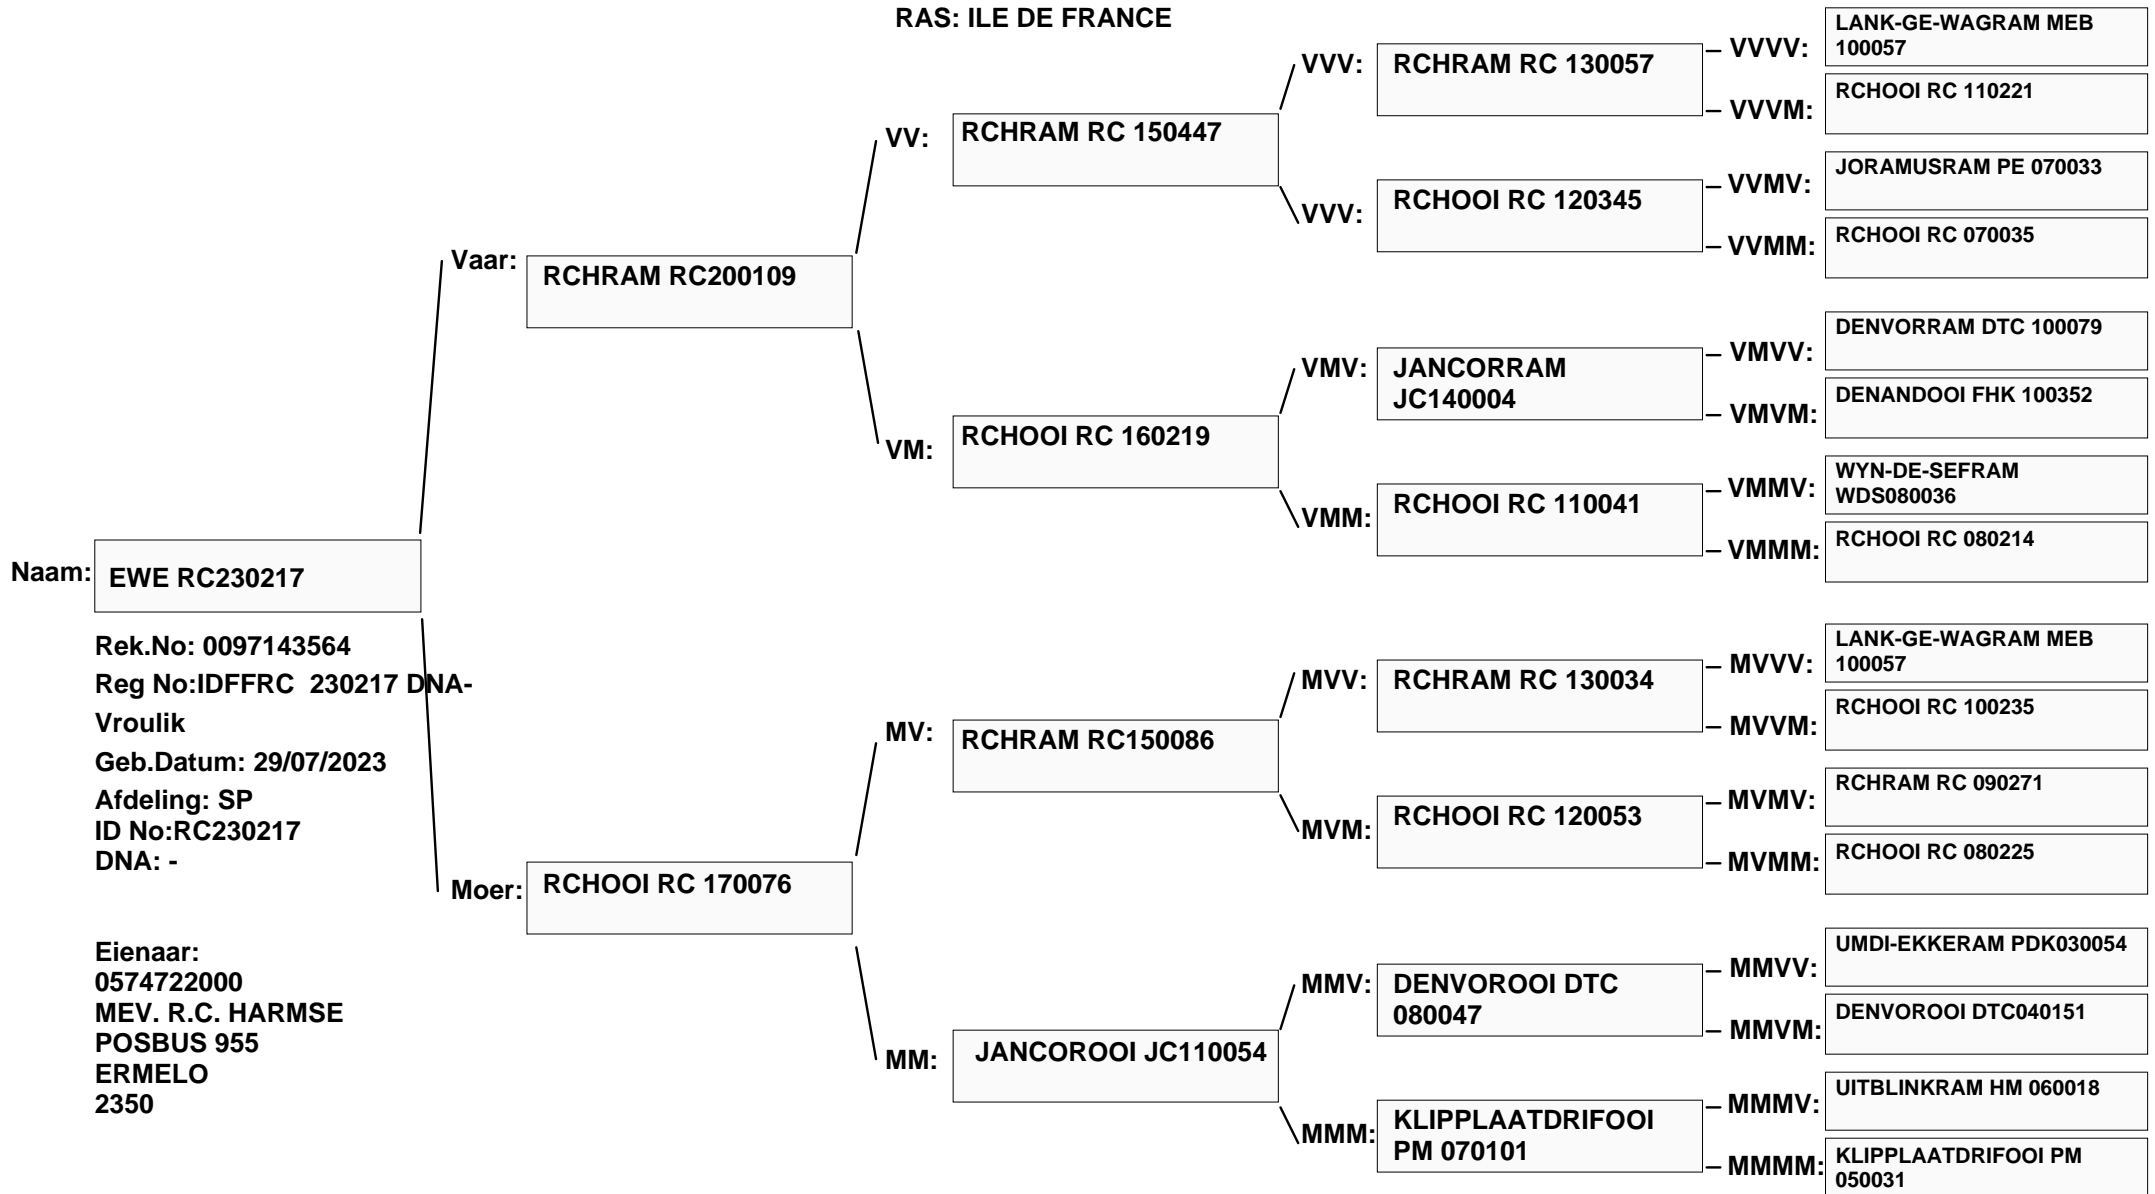 RAS: ILE DE FRANCE
Naam: EWE RC230217
Rek.No: 0097143564
Reg No:IDFFRC  230217 DNA-
Vroulik
Geb.Datum: 29/07/2023
Afdeling: SP
ID No:RC230217
DNA: -
Eienaar:
0574722000
MEV. R.C. HARMSE
POSBUS 955
ERMELO
2350
Vaar: RCHRAM RC200109
Moer: RCHOOI RC 170076
VV: RCHRAM RC 150447
VM: RCHOOI RC 160219
MV: RCHRAM RC150086
MM: JANCOROOI JC110054
VVV: RCHRAM RC 130057
VVV: RCHOOI RC 120345
VMV: JANCORRAM
JC140004
VMM: RCHOOI RC 110041
MVV: RCHRAM RC 130034
MVM: RCHOOI RC 120053
MMV: DENVOROOI DTC
080047
MMM: KLIPPLAATDRIFOOI
PM 070101
VVVV: LANK-GE-WAGRAM MEB
100057
VVVM: RCHOOI RC 110221
VVMV: JORAMUSRAM PE 070033
VVMM: RCHOOI RC 070035
VMVV: DENVORRAM DTC 100079
VMVM: DENANDOOI FHK 100352
VMMV: WYN-DE-SEFRAM
WDS080036
VMMM: RCHOOI RC 080214
MVVV: LANK-GE-WAGRAM MEB
100057
MVVM: RCHOOI RC 100235
MVMV: RCHRAM RC 090271
MVMM: RCHOOI RC 080225
MMVV: UMDI-EKKERAM PDK030054
MMVM: DENVOROOI DTC040151
MMMV: UITBLINKRAM HM 060018
MMMM: KLIPPLAATDRIFOOI PM
050031